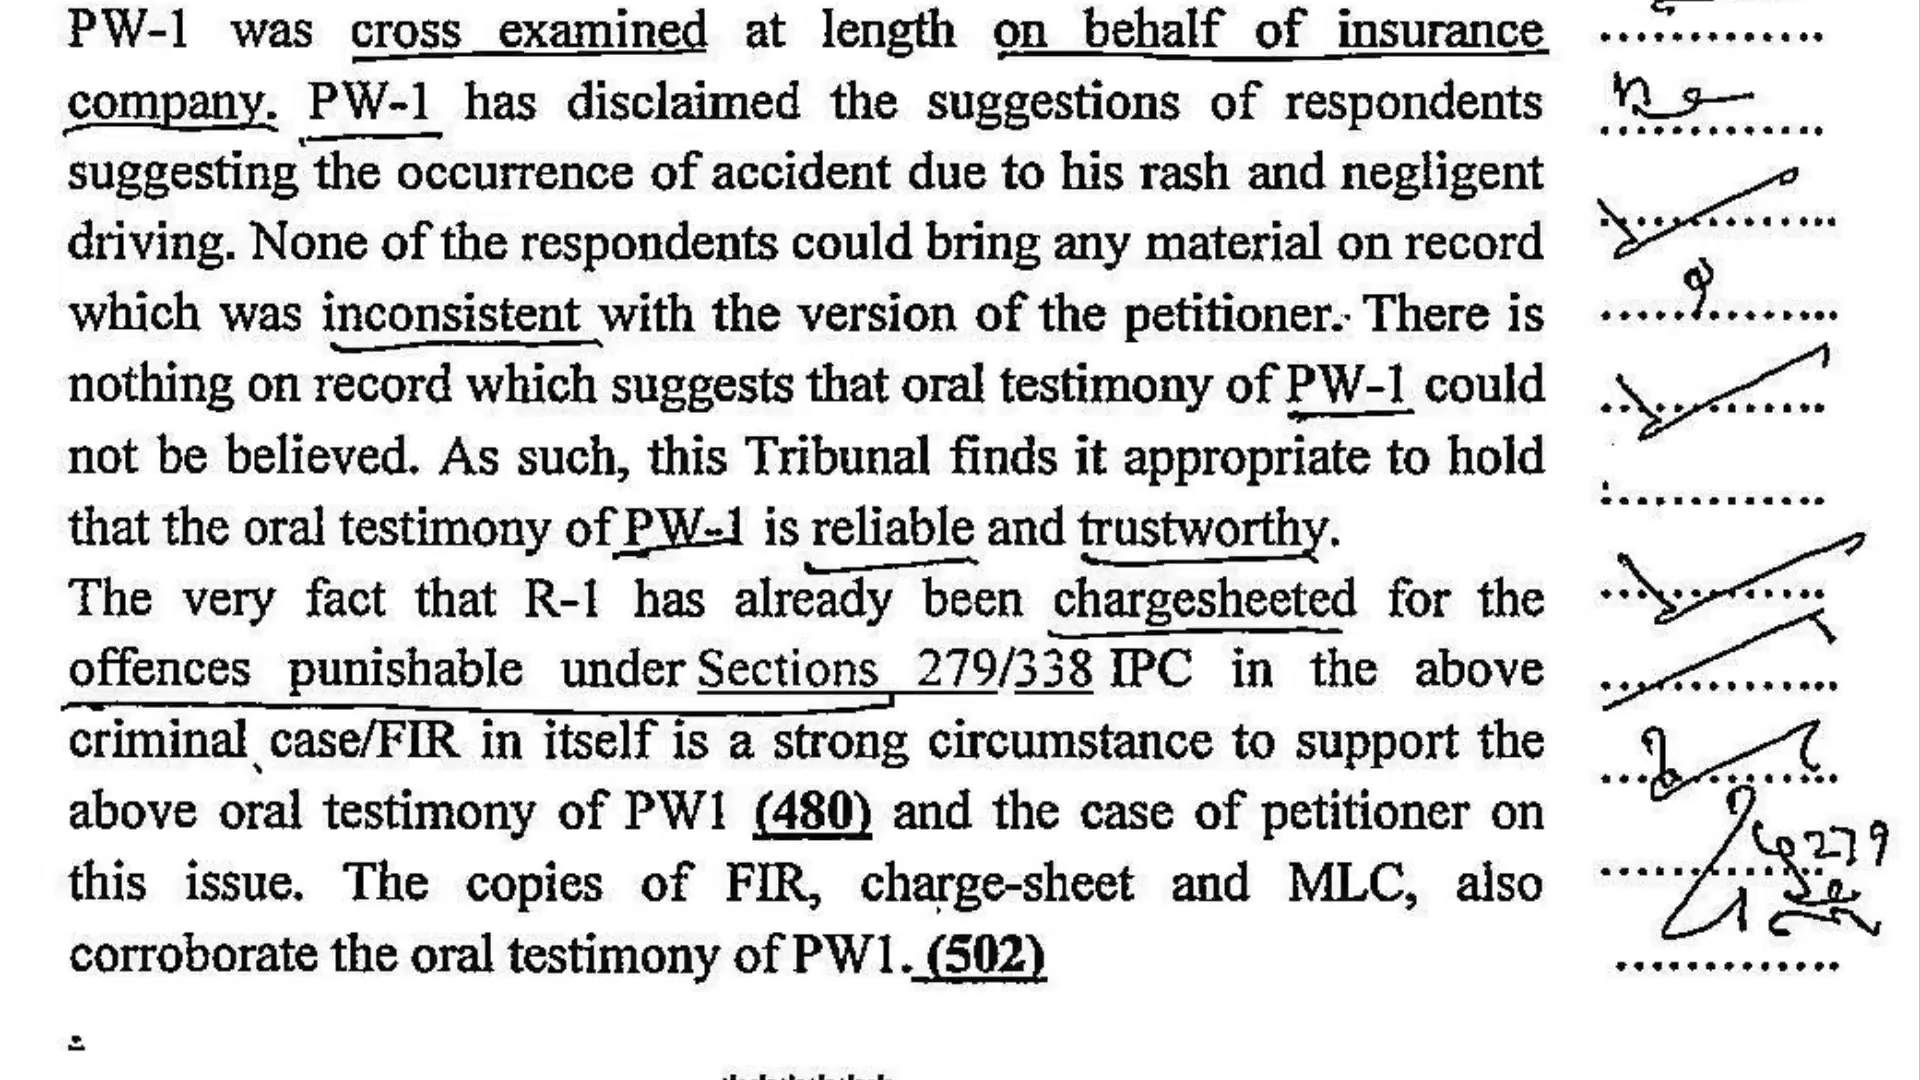 PW-1 was cross examined at length on behalf of insurance
company. PW-1 has disclaimed the suggestions of respondents
suggesting the occurrence of accident due to his rash and negligent
driving. None of the respondents could bring any material on record
which was inconsistent with the version of the petitioner. There is
nothing on record which suggests that oral testimony of PW-1 could
not be believed. As such, this Tribunal finds it appropriate to hold
that the oral testimony of PW-1 is reliable and trustworthy.
The very fact that R-1 has already been chargesheeted for the
offences punishable under Sections 279/338 IPC in the above
criminal case/FIR in itself is a strong circumstance to support the
above oral testimony of PW1 (480) and the case of petitioner on
this issue. The copies of FIR, charge-sheet and MLC, also
corroborate the oral testimony of PW1. (502)
279